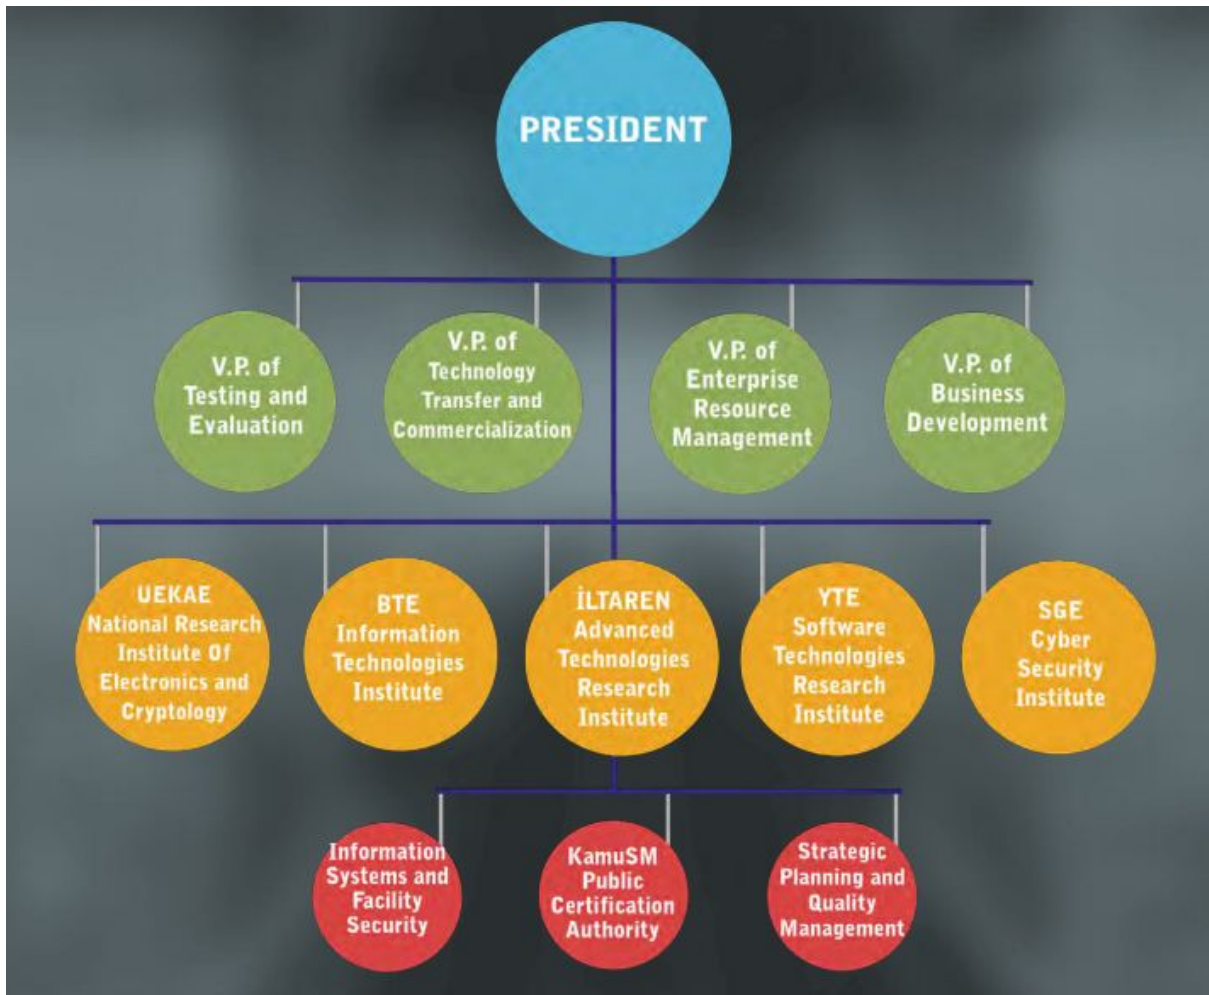 PRESIDENT
V.P. of
Testing and
Evaluation
V.P. of
Technology
Transfer and
Commercialization
V.P. of
Enterprise
Resource
Management
V.P. of
Business
Development
UEKAE
National Research
Institute Of
Electronics and
Cryptology
BTE
Information
Technologies
Institute
İLTAREN
Advanced
Technologies
Research
Institute
YTE
Software
Technologies
Research
Institute
SGE
Cyber
Security
Institute
Information
Systems and
Facility
Security
KamuSM
Public
Certification
Authority
Strategic
Planning and
Quality
Management